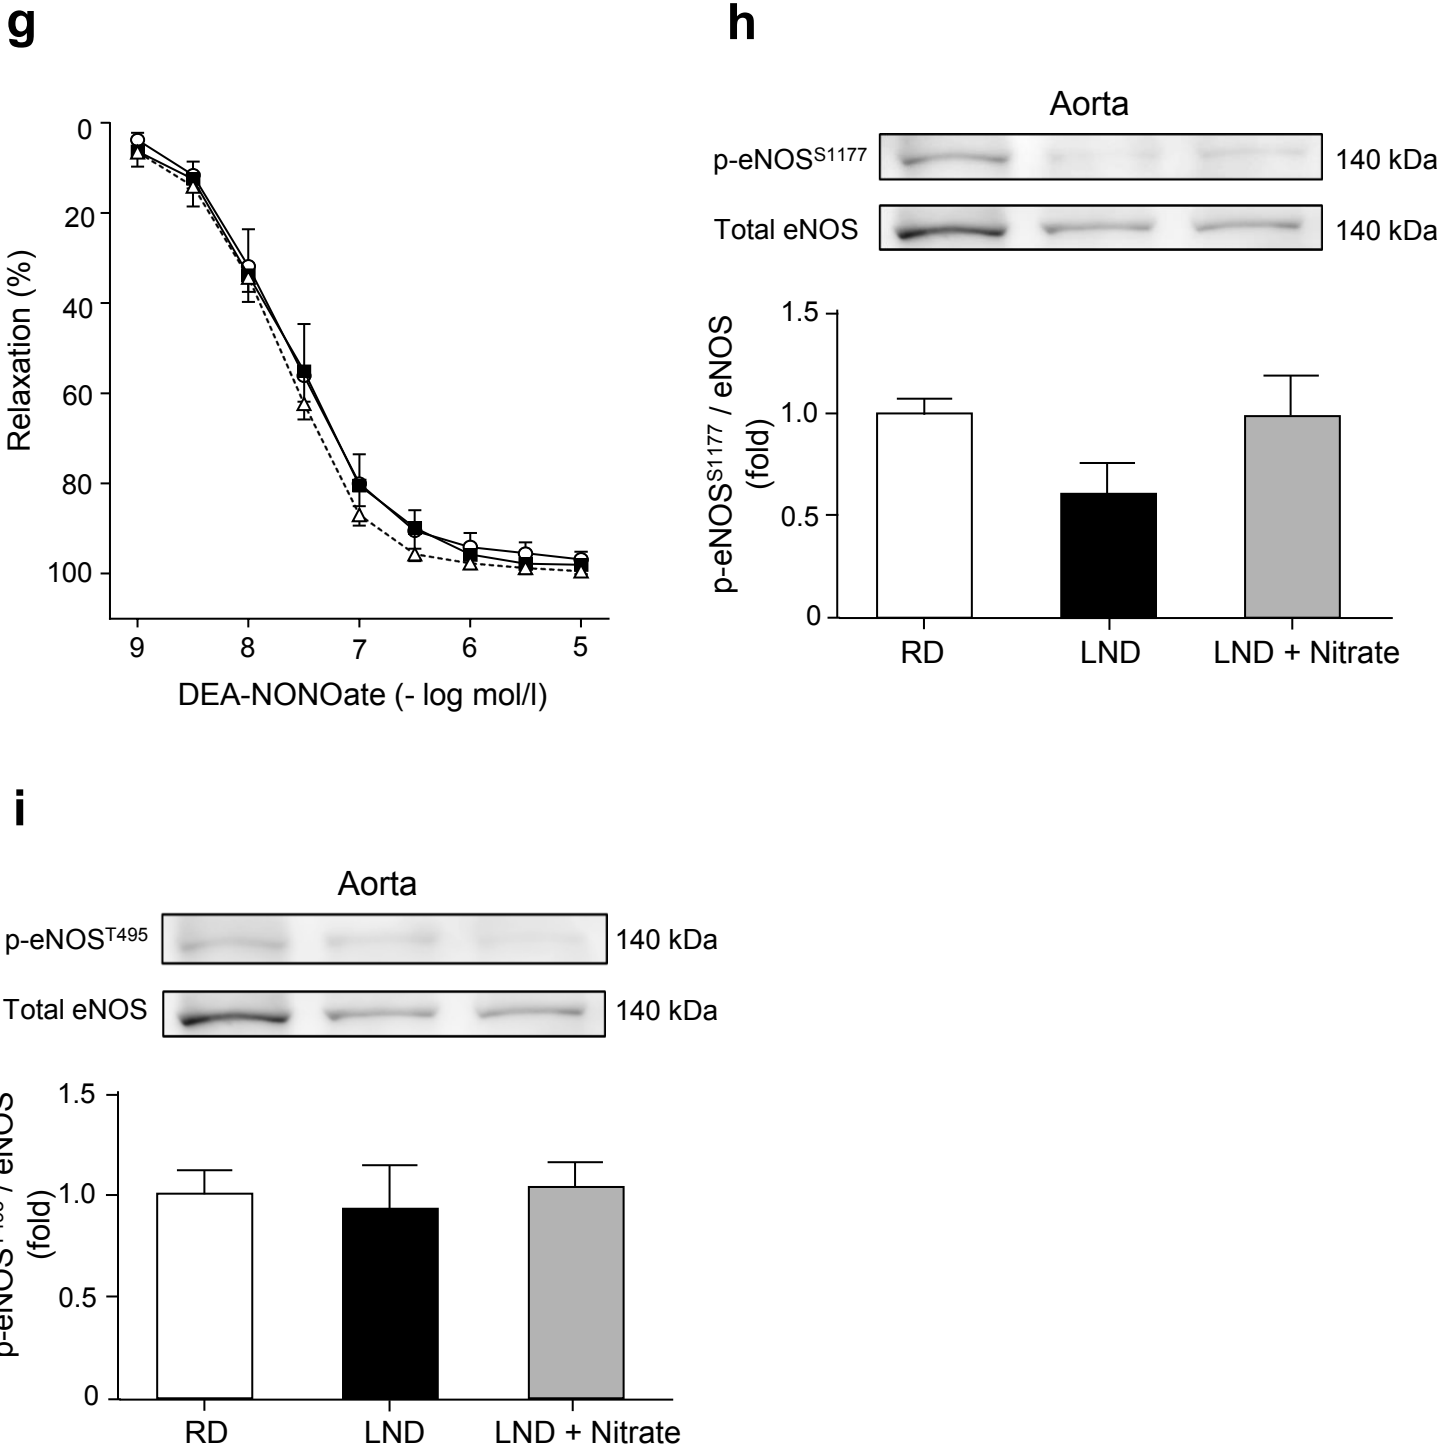 g
0
20
40
60
80
100
Relaxation (%)
9 8 7 6 5
DEA-NONOate (- log mol/l)
h
Aorta
p-eNOS^S1177 140 kDa
Total eNOS 140 kDa
1.5
1.0
0.5
0
p-eNOS^S1177 / eNOS
(fold)
RD LND LND + Nitrate
i
Aorta
p-eNOS^T495 140 kDa
Total eNOS 140 kDa
1.5
1.0
0.5
0
/ eNOS
(fold)
RD LND LND + Nitrate